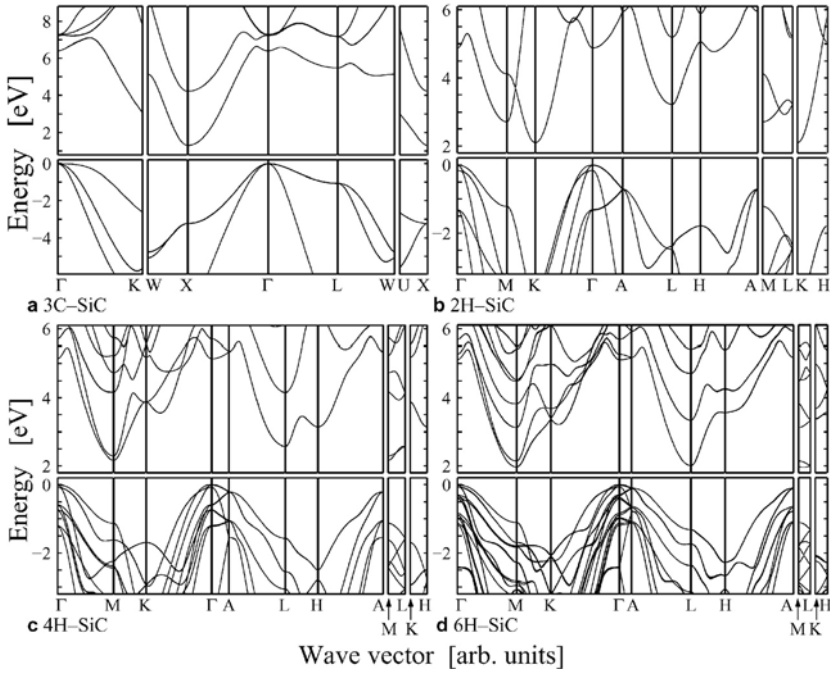 8
6
4
2
0
−2
−4
Energy [eV]
Γ K W X Γ L W U X
a 3C–SiC
6
4
2
0
−2
Γ M K Γ A L H A M L K H
b 2H–SiC
6
4
2
0
−2
Energy [eV]
Γ M K Γ A L H A L H
M K
c 4H–SiC
6
4
2
0
−2
Γ M K Γ A L H A L H
M K
d 6H–SiC
Wave vector [arb. units]